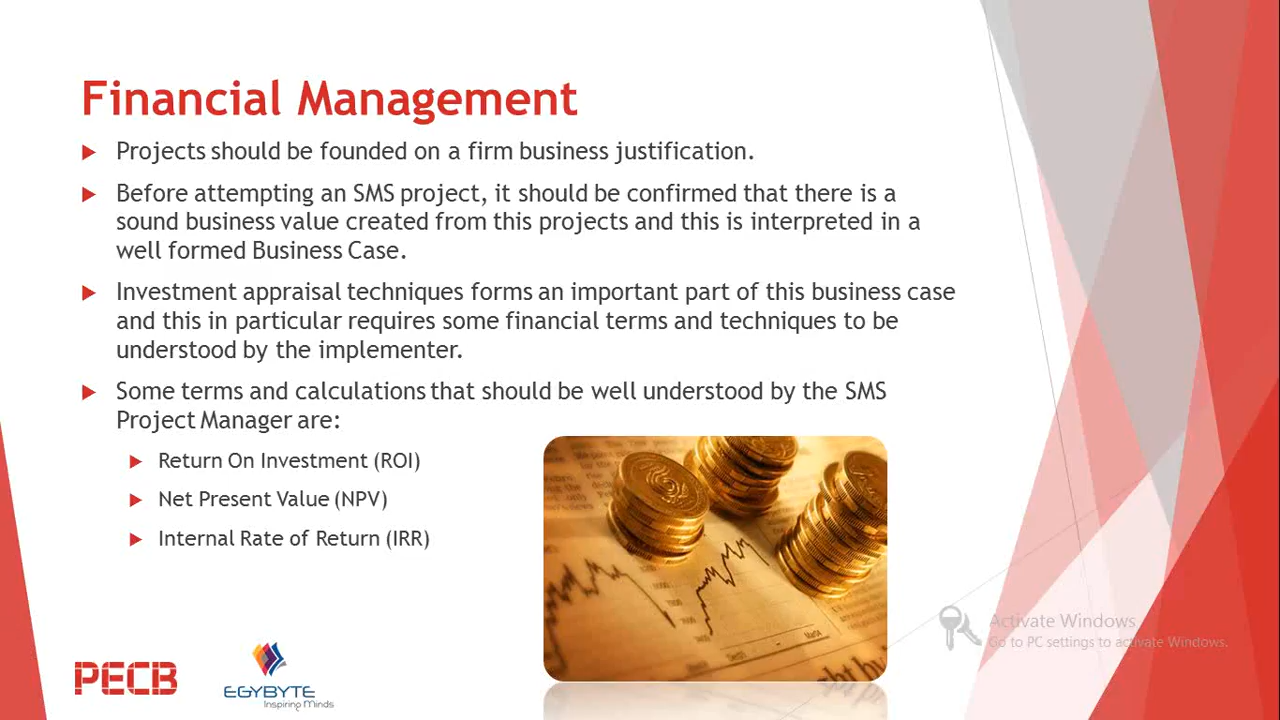 Financial Management
Projects should be founded on a firm business justification.
Before attempting an SMS project, it should be confirmed that there is a
sound business value created from this projects and this is interpreted in a
well formed Business Case.
Investment appraisal techniques forms an important part of this business case
and this in particular requires some financial terms and techniques to be
understood by the implementer.
Some terms and calculations that should be well understood by the SMS
Project Manager are:
Return On Investment (ROI)
Net Present Value (NPV)
Internal Rate of Return (IRR)
Activate Windows
Go to PC settings to activate Windows.
PECB
EGYBYTE
Inspiring Minds